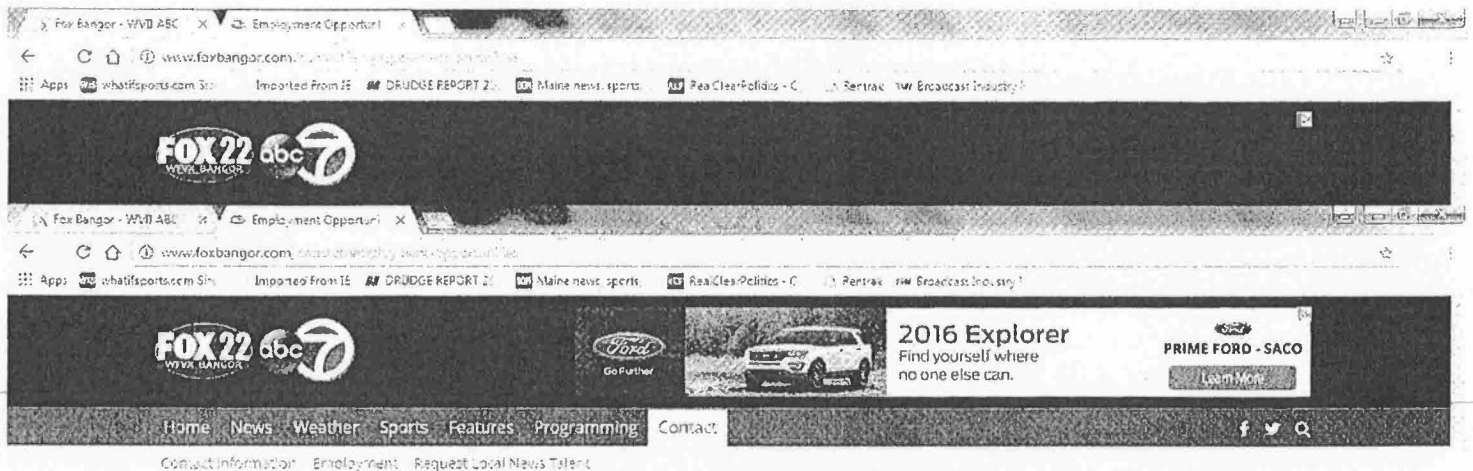 Fox Bangor - WVII ABC × Employment Opportuni ×
www.foxbangor.com
Apps whatifsports.com Sim Imported From IE DRUDGE REPORT 2 Maine news, sports, RealClearPolitics - O Rentrak Broadcast Industry
FOX 22 abc 7
WFVX BANGOR
Fox Bangor - WVII ABC × Employment Opportuni ×
www.foxbangor.com
Apps whatifsports.com Sim Imported From IE DRUDGE REPORT 2 Maine news, sports, RealClearPolitics - O Rentrak Broadcast Industry
FOX 22 abc 7
WFVX BANGOR
Ford
Go Further
2016 Explorer
Find yourself where
no one else can.
Ford
PRIME FORD - SACO
Learn More
Home News Weather Sports Features Programming Contact
Contact Information Employment Request Local News Talent